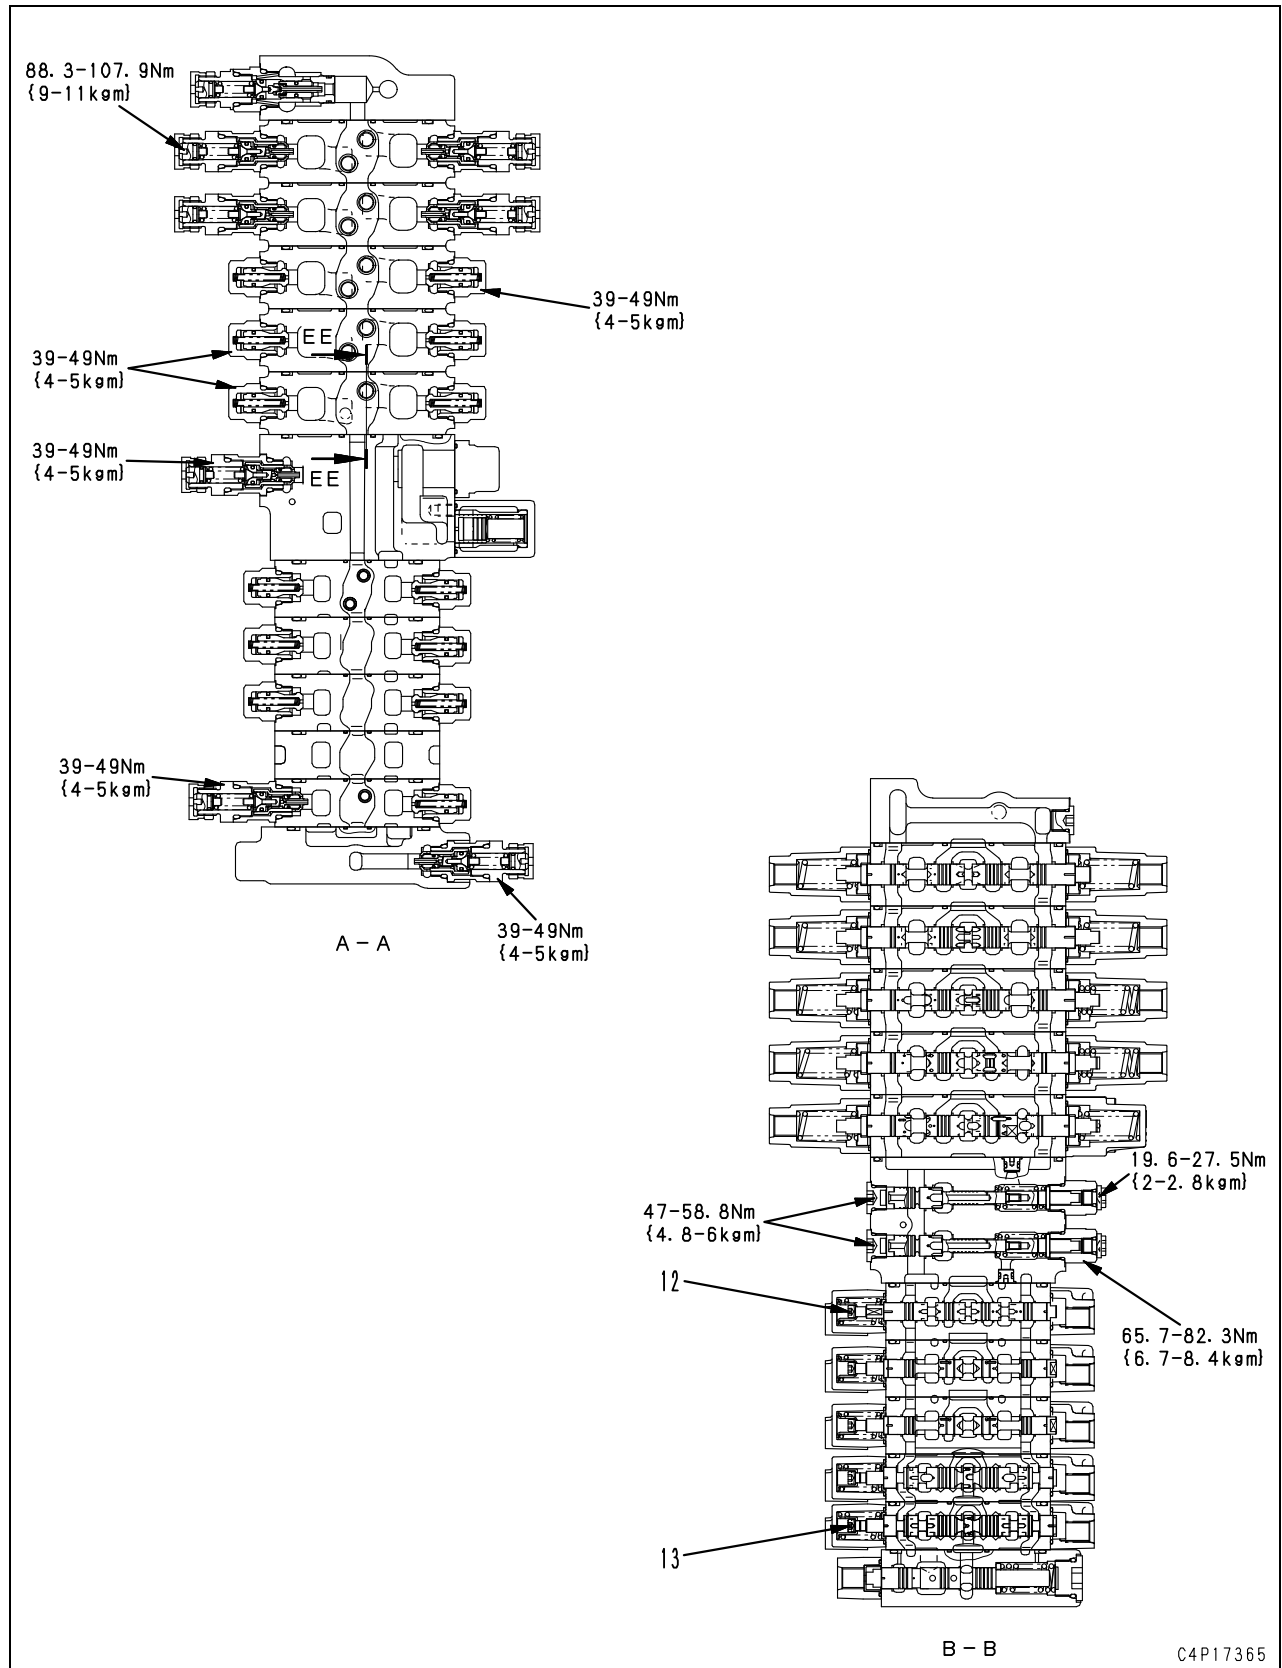 88.3-107.9Nm
{9-11kgm}
39-49Nm
{4-5kgm}
EE
39-49Nm
{4-5kgm}
39-49Nm
{4-5kgm}
EE
39-49Nm
{4-5kgm}
39-49Nm
{4-5kgm}
A - A
19.6-27.5Nm
{2-2.8kgm}
47-58.8Nm
{4.8-6kgm}
12
65.7-82.3Nm
{6.7-8.4kgm}
13
B - B
C4P17365